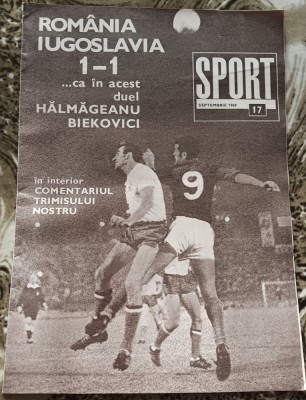 ROMÂNIA
IUGOSLAVIA
1-1
...ca în acest
duel
HĂLMĂGEANU
BIEKOVICI
SPORT
SEPTEMBRIE 1969
17
în interior
COMENTARIUL
TRIMISULUI
NOSTRU
9